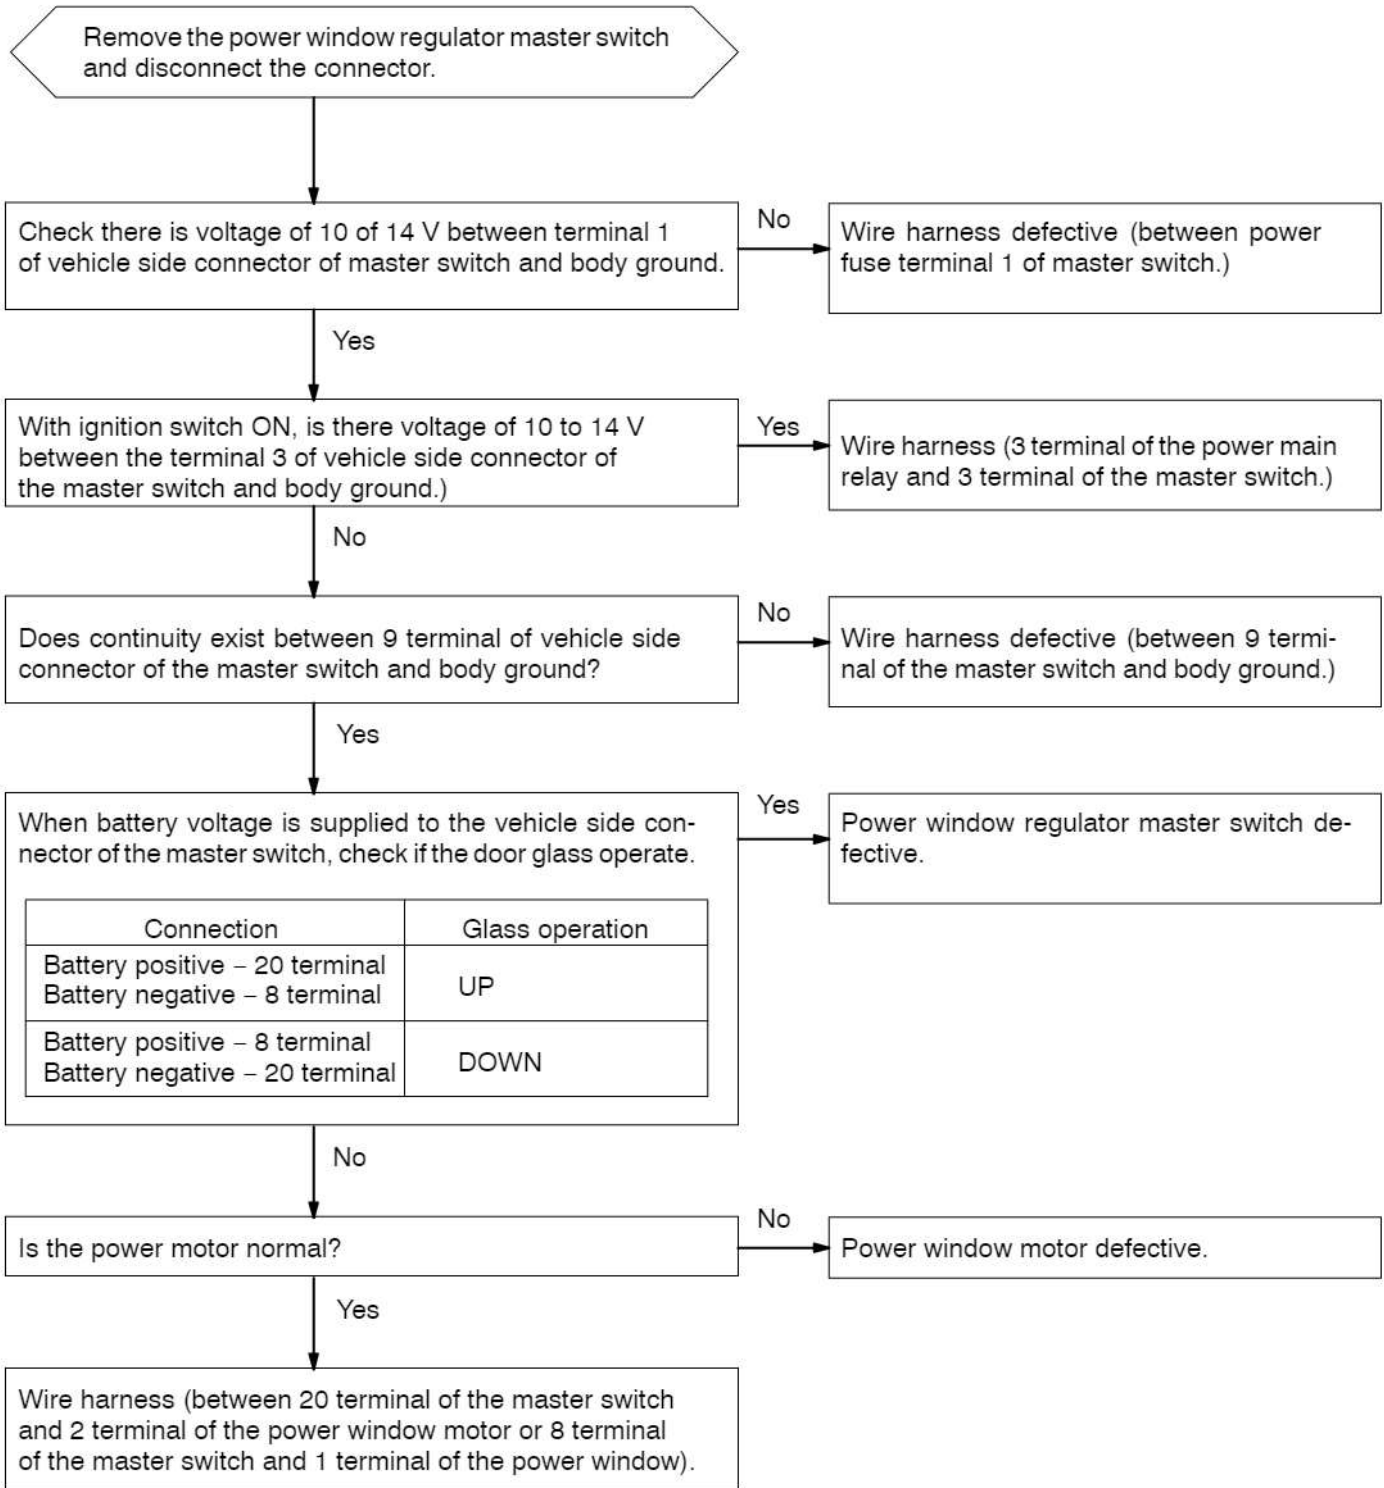 Remove the power window regulator master switch
and disconnect the connector.
Check there is voltage of 10 of 14 V between terminal 1
of vehicle side connector of master switch and body ground.
No
Wire harness defective (between power
fuse terminal 1 of master switch.)
Yes
With ignition switch ON, is there voltage of 10 to 14 V
between the terminal 3 of vehicle side connector of
the master switch and body ground.)
Yes
Wire harness (3 terminal of the power main
relay and 3 terminal of the master switch.)
No
Does continuity exist between 9 terminal of vehicle side
connector of the master switch and body ground?
No
Wire harness defective (between 9 termi-
nal of the master switch and body ground.)
Yes
When battery voltage is supplied to the vehicle side con-
nector of the master switch, check if the door glass operate.
Yes
Power window regulator master switch de-
fective.
Connection
Glass operation
Battery positive – 20 terminal
Battery negative – 8 terminal
UP
Battery positive – 8 terminal
Battery negative – 20 terminal
DOWN
No
Is the power motor normal?
No
Power window motor defective.
Yes
Wire harness (between 20 terminal of the master switch
and 2 terminal of the power window motor or 8 terminal
of the master switch and 1 terminal of the power window).